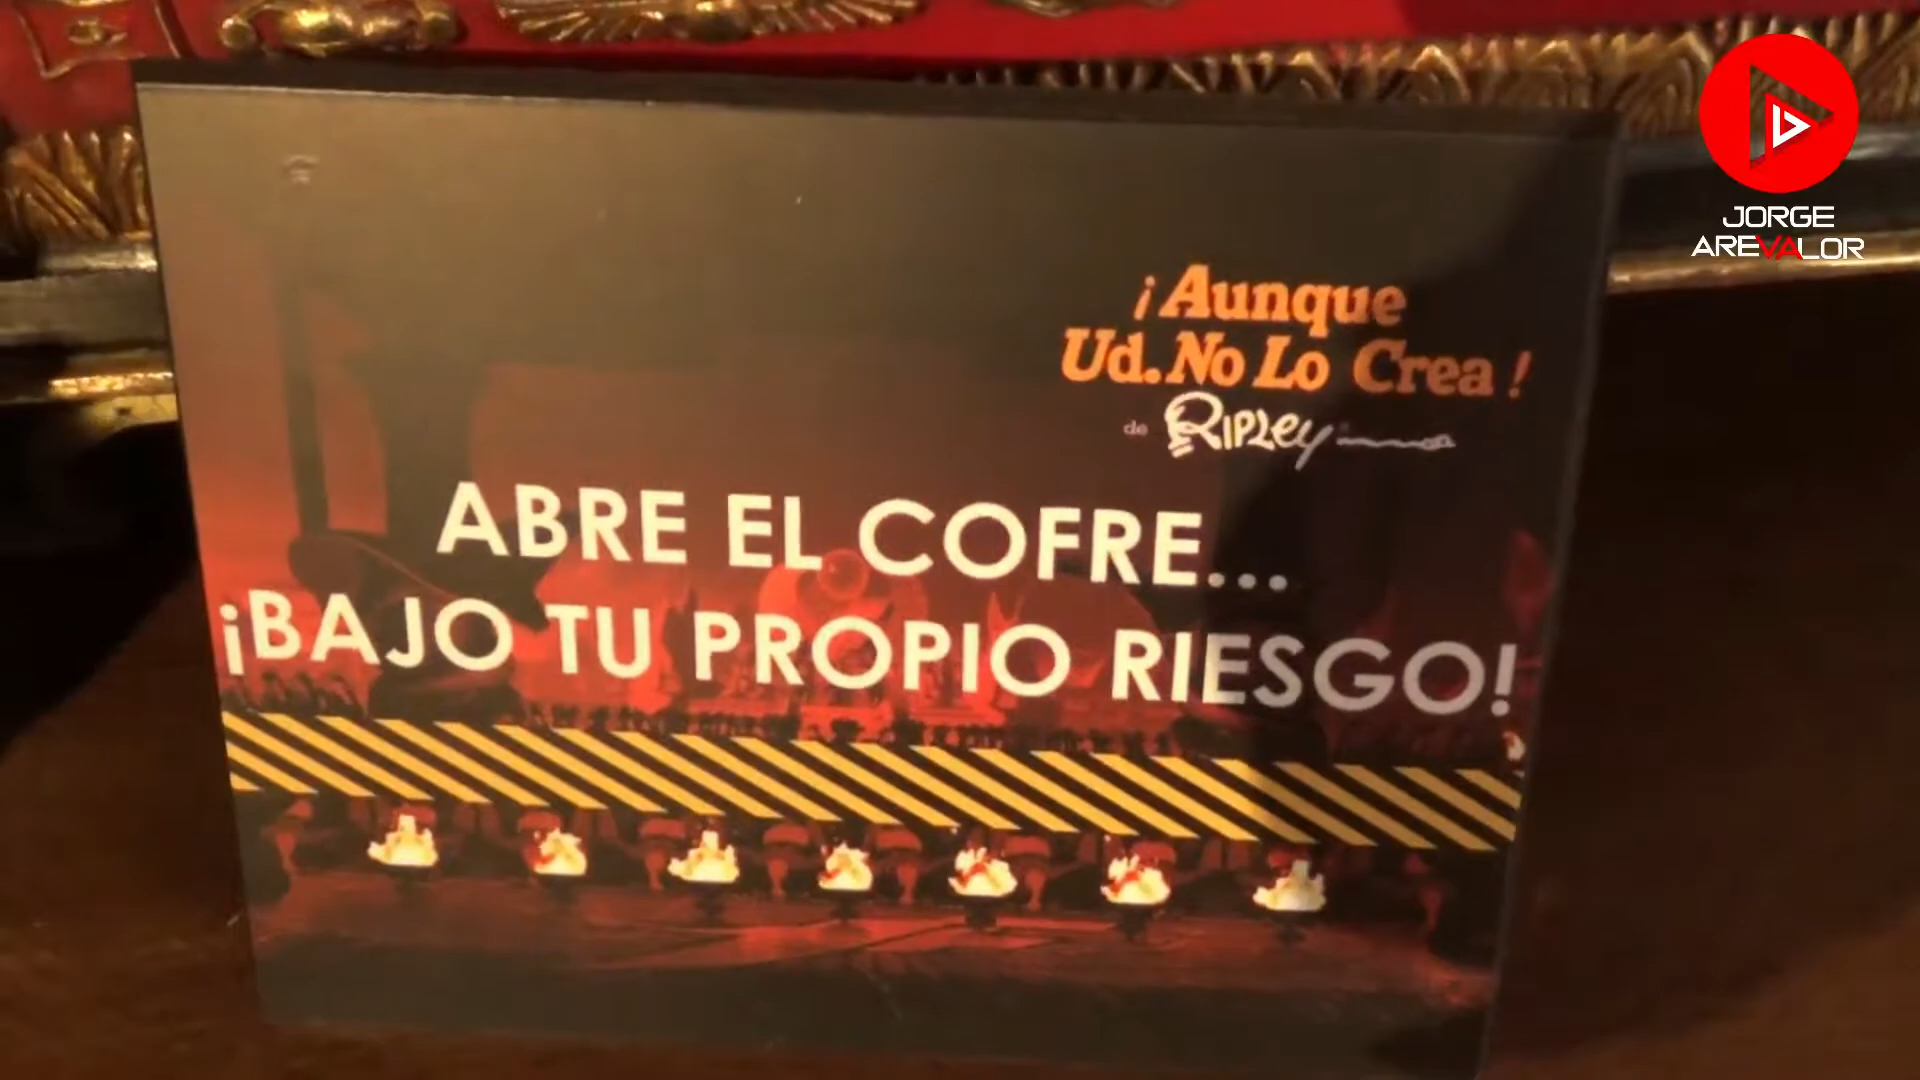 ¡Aunque
Ud. No Lo Crea!
de RIPLEY
ABRE EL COFRE...
¡BAJO TU PROPIO RIESGO!
JORGE
AREVALOR